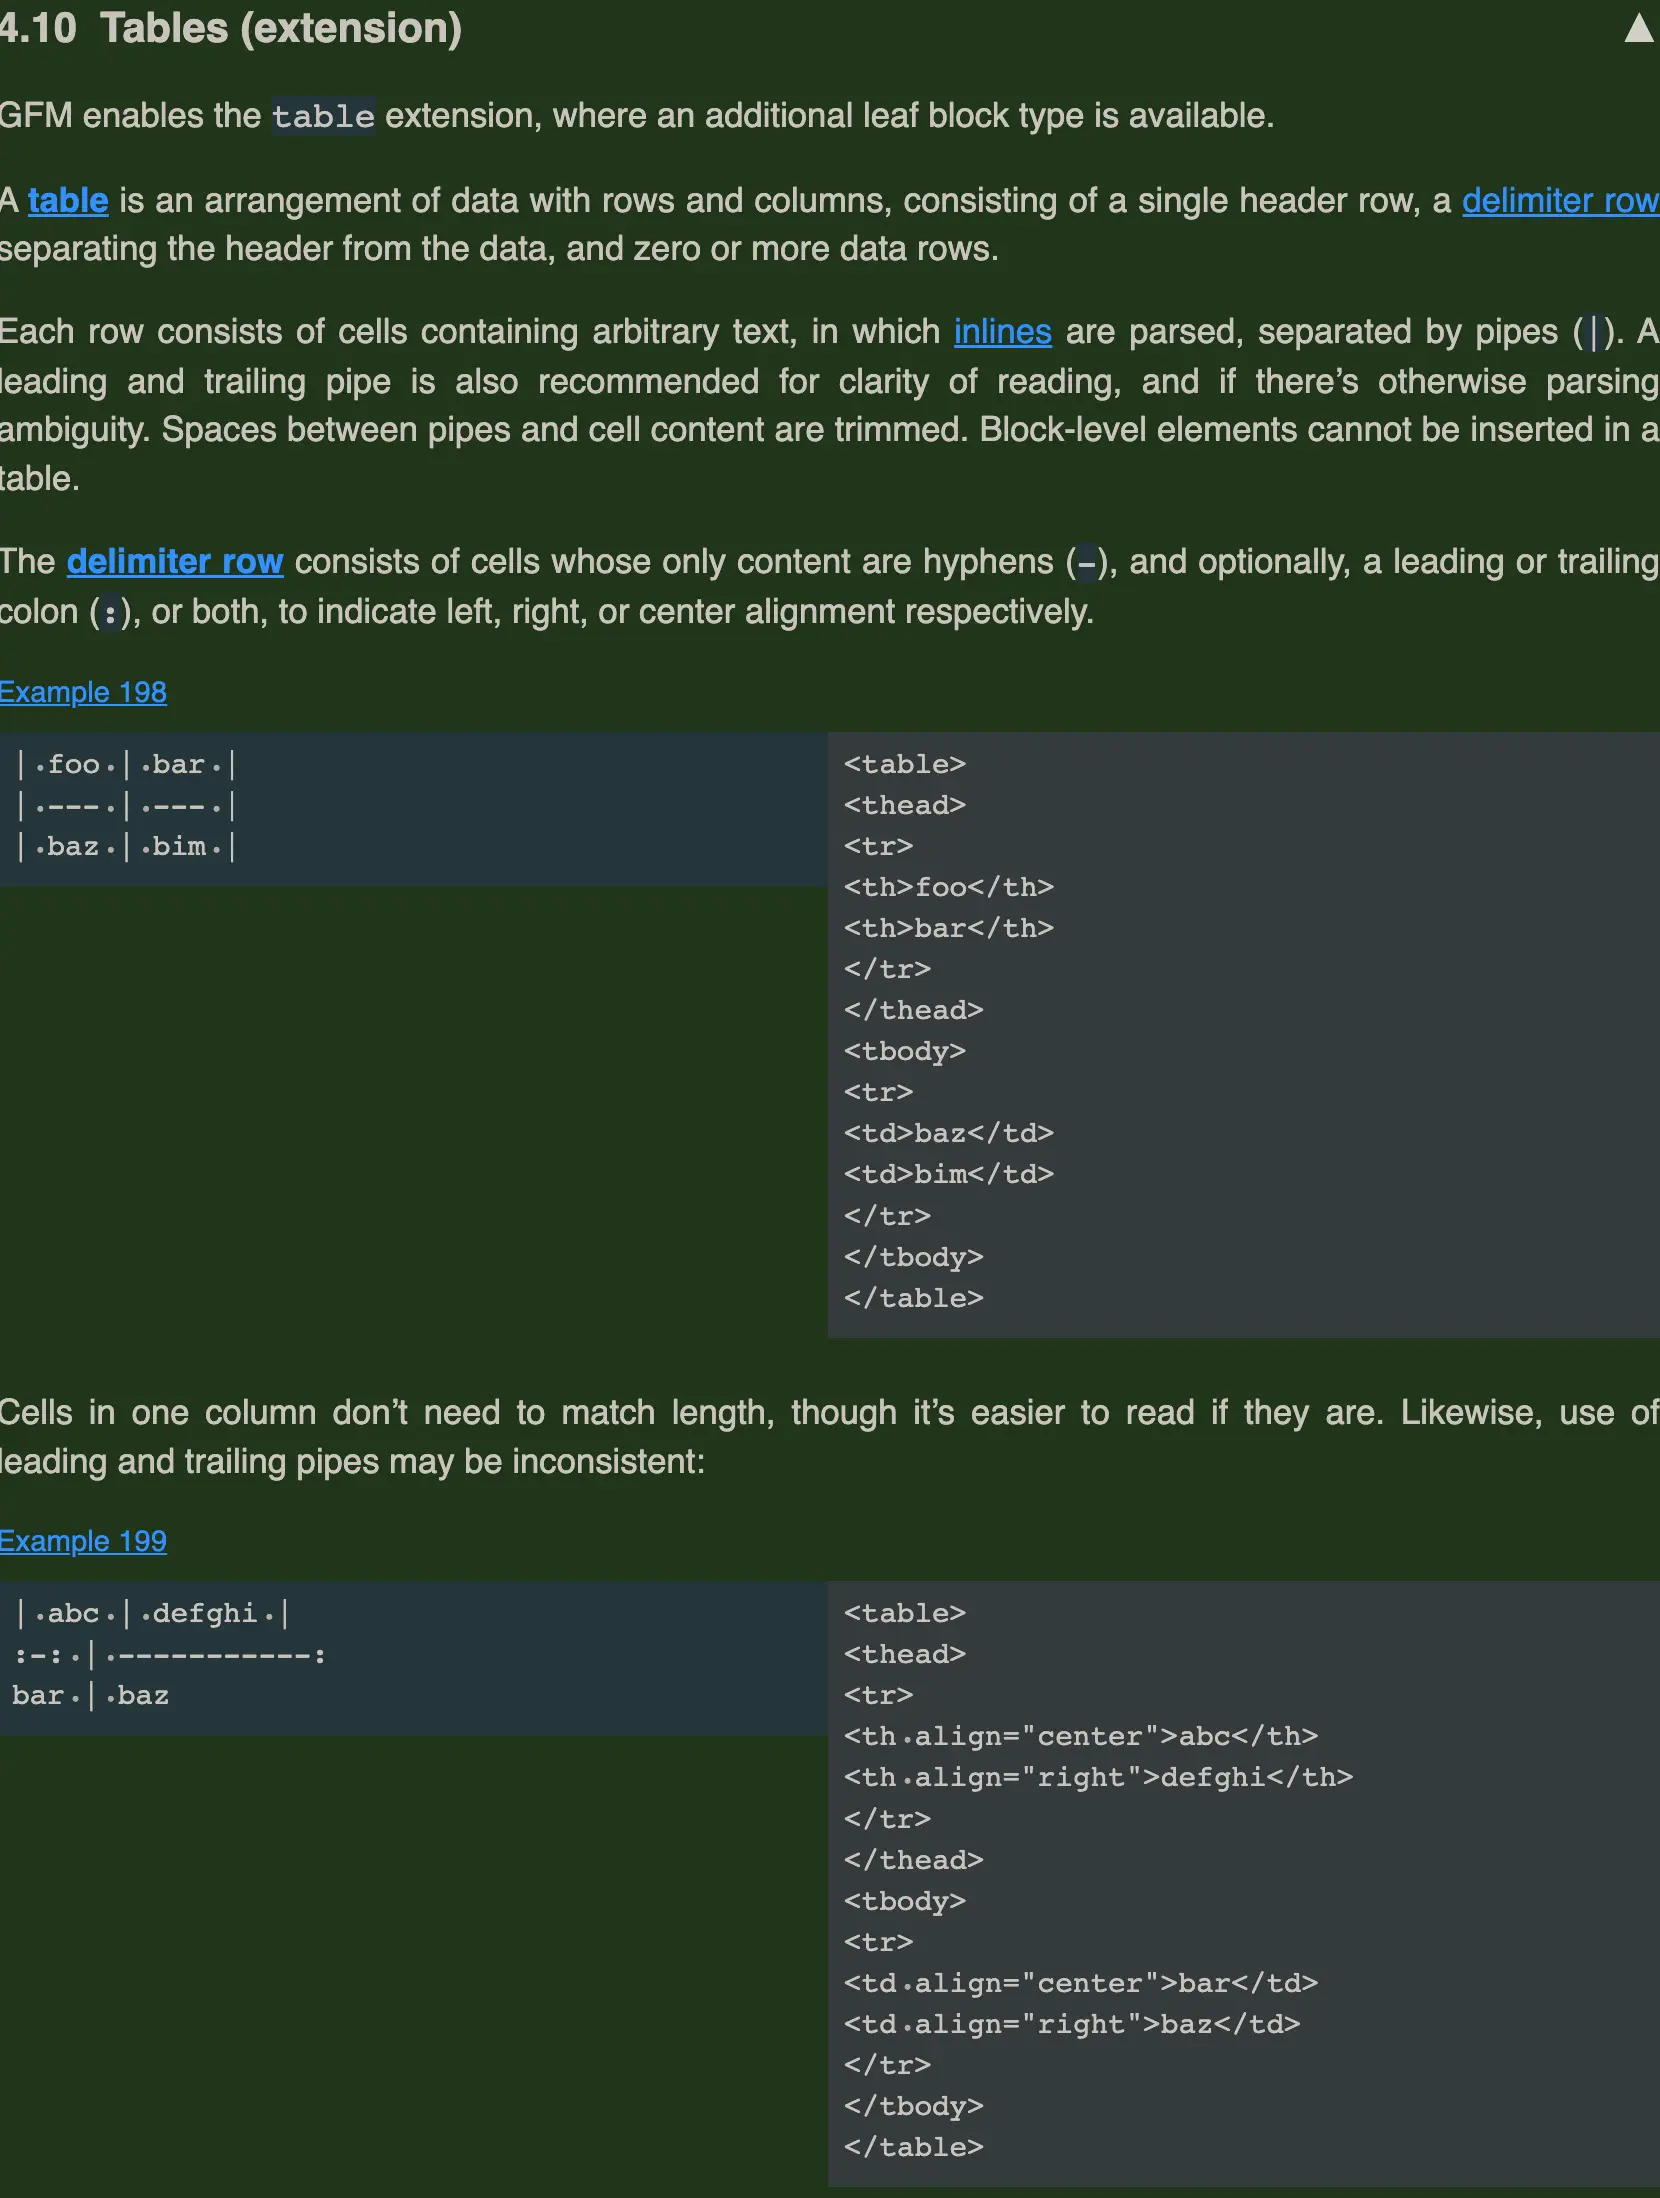 4.10 Tables (extension) ▲
GFM enables the table extension, where an additional leaf block type is available.
A table is an arrangement of data with rows and columns, consisting of a single header row, a delimiter row
separating the header from the data, and zero or more data rows.
Each row consists of cells containing arbitrary text, in which inlines are parsed, separated by pipes (|). A
leading and trailing pipe is also recommended for clarity of reading, and if there’s otherwise parsing
ambiguity. Spaces between pipes and cell content are trimmed. Block-level elements cannot be inserted in a
table.
The delimiter row consists of cells whose only content are hyphens (-), and optionally, a leading or trailing
colon (:), or both, to indicate left, right, or center alignment respectively.
Example 198
|·foo·|·bar·|
|·---·|·---·|
|·baz·|·bim·|
<table>
<thead>
<tr>
<th>foo</th>
<th>bar</th>
</tr>
</thead>
<tbody>
<tr>
<td>baz</td>
<td>bim</td>
</tr>
</tbody>
</table>
Cells in one column don’t need to match length, though it’s easier to read if they are. Likewise, use of
leading and trailing pipes may be inconsistent:
Example 199
|·abc·|·defghi·|
:-:·|·-----------:
bar·|·baz
<table>
<thead>
<tr>
<th·align="center">abc</th>
<th·align="right">defghi</th>
</tr>
</thead>
<tbody>
<tr>
<td·align="center">bar</td>
<td·align="right">baz</td>
</tr>
</tbody>
</table>